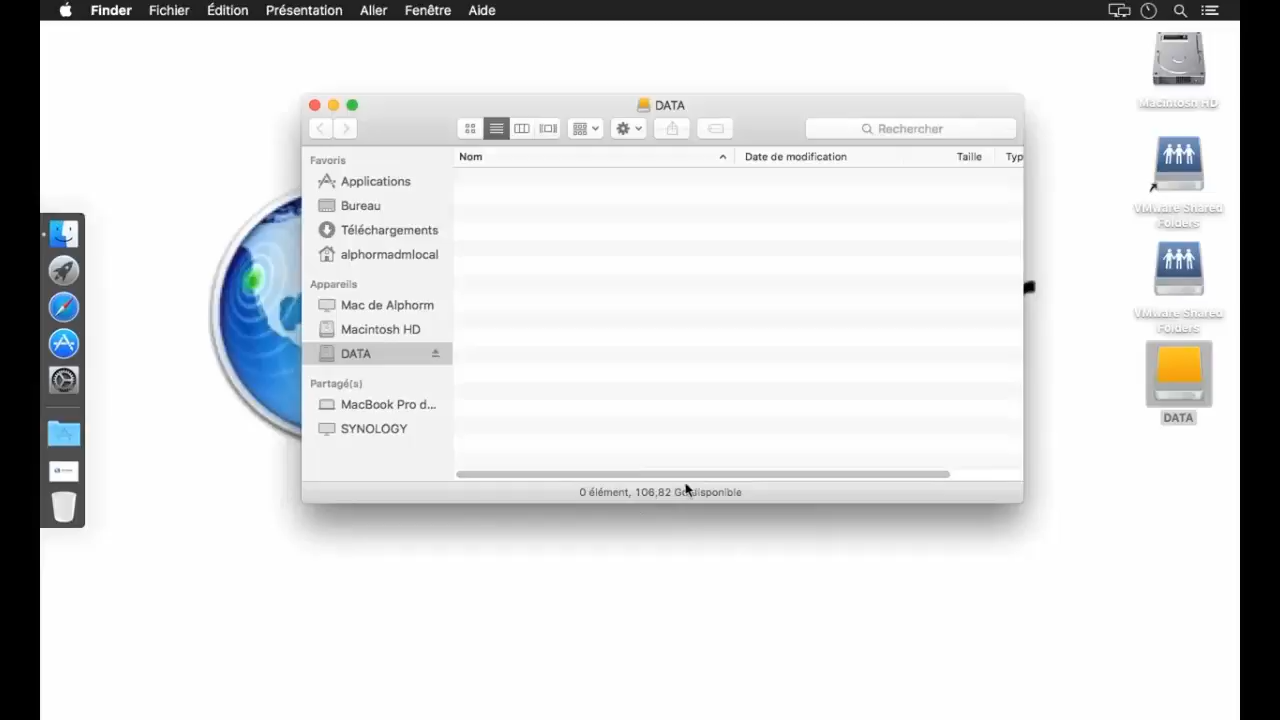 Finder Fichier Édition Présentation Aller Fenêtre Aide
DATA
Rechercher
Nom Date de modification Taille Typ
Favoris
Applications
Bureau
Téléchargements
alphormadmlocal
Appareils
Mac de Alphorm
Macintosh HD
DATA
Partagé(s)
MacBook Pro d...
SYNOLOGY
0 élément, 106,82 Go disponible
Macintosh HD
VMware Shared
Folders
VMware Shared
Folders
DATA